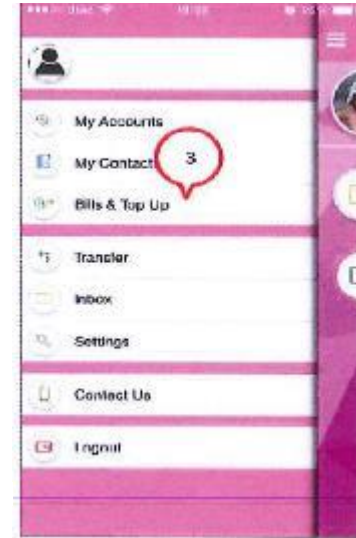 My Accounts
My Contact
3
Bills & Top Up
Transfer
Inbox
Settings
Contact Us
Logout